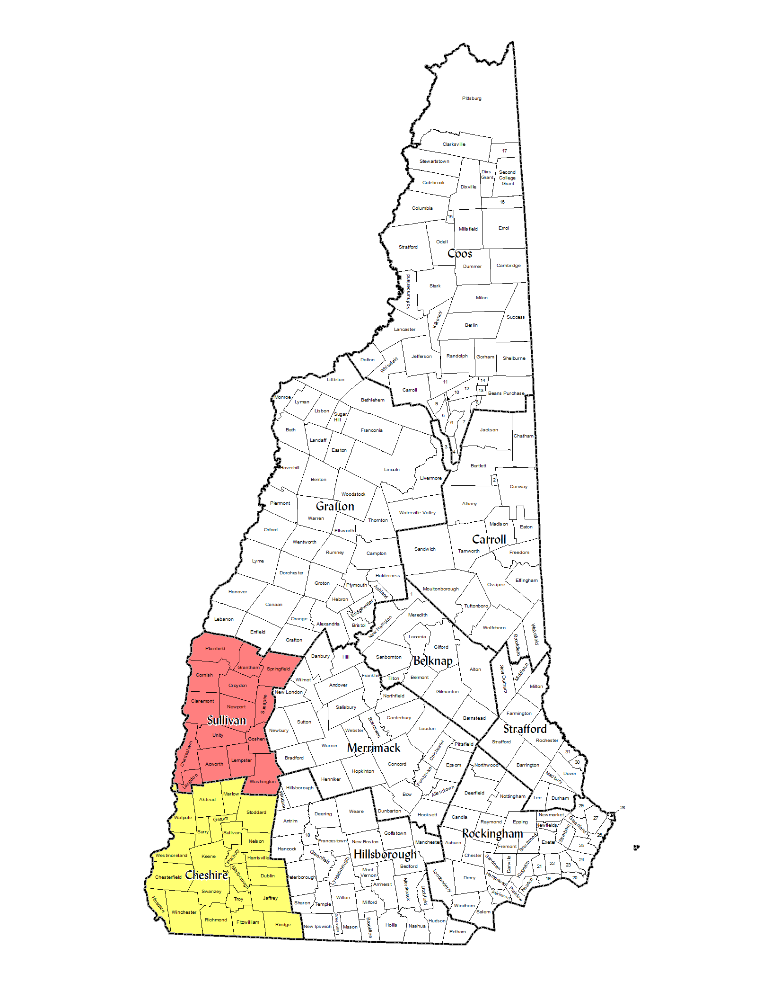 Pittsburg
Clarksville
17
Stewartstown
Dixs
Grant
Second
College
Grant
Colebrook
Dixville
16
Columbia
15
Millsfield
Errol
Odell
Stratford
Coos
Dummer
Cambridge
Northumberland
Stark
Milan
Kilkenny
Success
Berlin
Lancaster
Dalton
Whitefield
Jefferson
Randolph
Gorham
Shelburne
Littleton
11
14
Carroll
12
13
Beans Purchase
10
Monroe
Lyman
Bethlehem
9
8
Lisbon
Sugar
Hill
5
6
7
Bath
Franconia
Jackson
Chatham
Landaff
Easton
3
4
Haverhill
Lincoln
Bartlett
Benton
Livermore
2
Conway
Woodstock
Piermont
Grafton
Albany
Waterville Valley
Warren
Thornton
Madison
Eaton
Orford
Ellsworth
Carroll
Wentworth
Sandwich
Tamworth
Rumney
Campton
Freedom
Lyme
Dorchester
Holderness
Effingham
Groton
Plymouth
Ashland
Ossipee
Hanover
Moultonborough
1
Hebron
Canaan
Bridgewater
Tuftonboro
Lebanon
Orange
Alexandria
Bristol
New Hampton
Meredith
Enfield
Wolfeboro
Wakefield
Grafton
Laconia
Brookfield
Plainfield
Gilford
Danbury
Hill
Sanbornton
Belknap
Grantham
Springfield
Alton
New Durham
Middleton
Cornish
Franklin
Tilton
Belmont
Wilmot
Croydon
Andover
Milton
New London
Northfield
Gilmanton
Claremont
Sunapee
Newport
Salisbury
Farmington
Sullivan
Sutton
Boscawen
Canterbury
Barnstead
Newbury
Webster
Loudon
Strafford
Unity
Goshen
Strafford
Rochester
Charlestown
Warner
Merrimack
Chichester
Pittsfield
31
Bradford
Lempster
Acworth
Concord
Epsom
Northwood
Barrington
30
Hopkinton
Pembroke
Madbury
Dover
Henniker
Langdon
Washington
Hillsborough
Allenstown
Deerfield
Marlow
Bow
Nottingham
Alstead
Windsor
Lee
Durham
Stoddard
Weare
Dunbarton
29
28
Deering
Hooksett
Candia
Newmarket
27
Walpole
Gilsum
Antrim
Raymond
Epping
Newfields
Greenland
Surry
Sullivan
18
Goffstown
Rockingham
Stratham
26
Nelson
Francestown
New Boston
Manchester
Auburn
Exeter
25
Fremont
Brentwood
Hancock
Westmoreland
Keene
Roxbury
Harrisville
Greenfield
Hillsborough
Chester
24
Sandown
Danville
Kingston
21
22
23
Bedford
Marlborough
Lyndeborough
Mont
Vernon
Cheshire
Chesterfield
Dublin
Peterborough
Londonderry
Derry
Hampstead
19
20
Amherst
Merrimack
Newton
Swanzey
Litchfield
Atkinson
Plaistow
Hinsdale
Troy
Jaffrey
Wilton
Sharon
Temple
Milford
Windham
Winchester
Salem
Richmond
Fitzwilliam
Rindge
New Ipswich
Greenville
Mason
Brookline
Hollis
Nashua
Hudson
Pelham